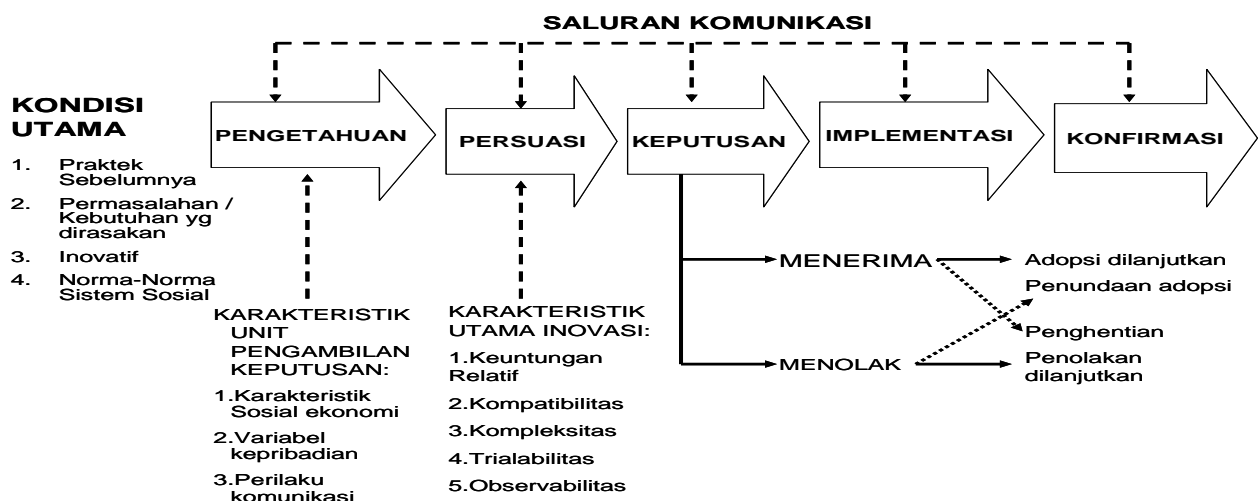 SALURAN KOMUNIKASI
KONDISI
UTAMA
1. Praktek
Sebelumnya
2. Permasalahan /
Kebutuhan yg
dirasakan
3. Inovatif
4. Norma-Norma
Sistem Sosial
PENGETAHUAN
PERSUASI
KEPUTUSAN
IMPLEMENTASI
KONFIRMASI
KARAKTERISTIK
UNIT
PENGAMBILAN
KEPUTUSAN:
1.Karakteristik
Sosial ekonomi
2.Variabel
kepribadian
3.Perilaku
komunikasi
KARAKTERISTIK
UTAMA INOVASI:
1.Keuntungan
Relatif
2.Kompatibilitas
3.Kompleksitas
4.Trialabilitas
5.Observabilitas
MENERIMA
MENOLAK
Adopsi dilanjutkan
Penundaan adopsi
Penghentian
Penolakan
dilanjutkan